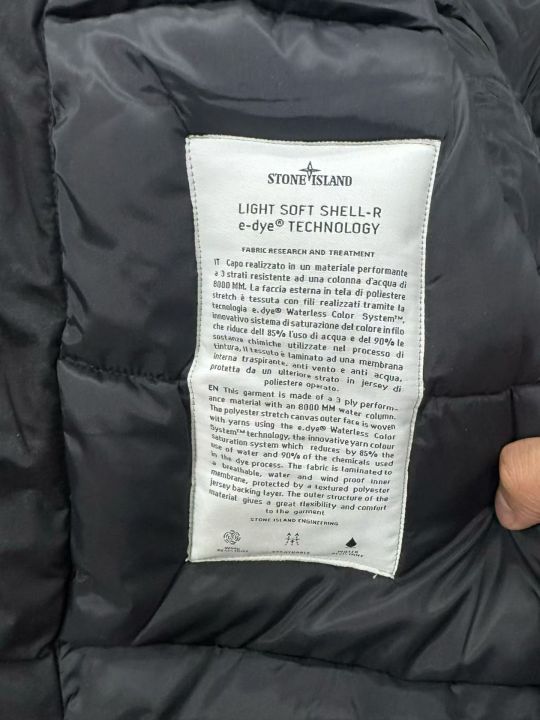 STONE ISLAND
LIGHT SOFT SHELL-R
e-dye® TECHNOLOGY
FABRIC RESEARCH AND TREATMENT
IT Capo realizzato in un materiale performante
a 3 strati resistente ad una colonna d'acqua di
8000 MM. La faccia esterna in tela di poliestere
stretch è tessuta con fili realizzati tramite la
tecnologia e.dye® Waterless Color System™,
innovativo sistema di saturazione del colore in filo
che riduce dell 85% l'uso di acqua e del 90% le
sostanze chimiche utilizzate nel processo di
tintura. Il tessuto è laminato ad una membrana
interna traspirante, anti vento e anti acqua,
protetta da un ulteriore strato in jersey di
poliestere operato.
EN This garment is made of a 3 ply perform-
ance material with an 8000 MM water column.
The polyester stretch canvas outer face is woven
with yarns using the e.dye® Waterless Color
System™ technology, the innovative yarn colour
saturation system which reduces by 85% the
use of water and 90% of the chemicals used
in the dye process. The fabric is laminated to
a breathable, water and wind proof inner
membrane, protected by a textured polyester
jersey backing layer. The outer structure of the
material gives a great flexibility and comfort
to the garment.
STONE ISLAND ENGINEERING
WIND BREATHABLE WATER